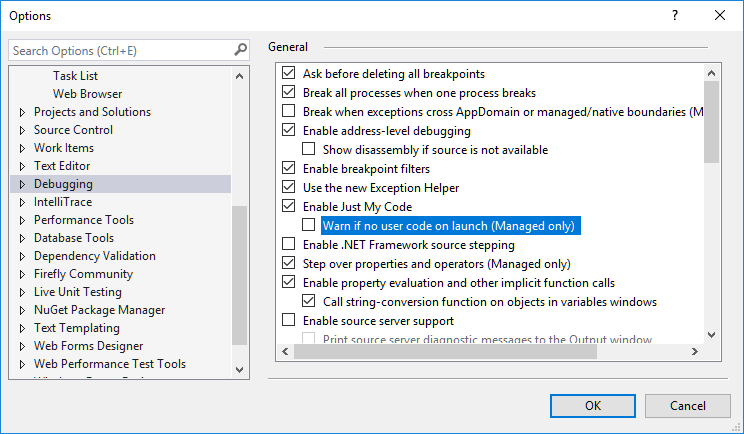 Options
Search Options (Ctrl+E)
Task List
Web Browser
Projects and Solutions
Source Control
Work Items
Text Editor
Debugging
IntelliTrace
Performance Tools
Database Tools
Dependency Validation
Firefly Community
Live Unit Testing
NuGet Package Manager
Text Templating
Web Forms Designer
Web Performance Test Tools
General
Ask before deleting all breakpoints
Break all processes when one process breaks
Break when exceptions cross AppDomain or managed/native boundaries (M
Enable address-level debugging
Show disassembly if source is not available
Enable breakpoint filters
Use the new Exception Helper
Enable Just My Code
Warn if no user code on launch (Managed only)
Enable .NET Framework source stepping
Step over properties and operators (Managed only)
Enable property evaluation and other implicit function calls
Call string-conversion function on objects in variables windows
Enable source server support
Print source server diagnostic messages to the Output window
OK
Cancel